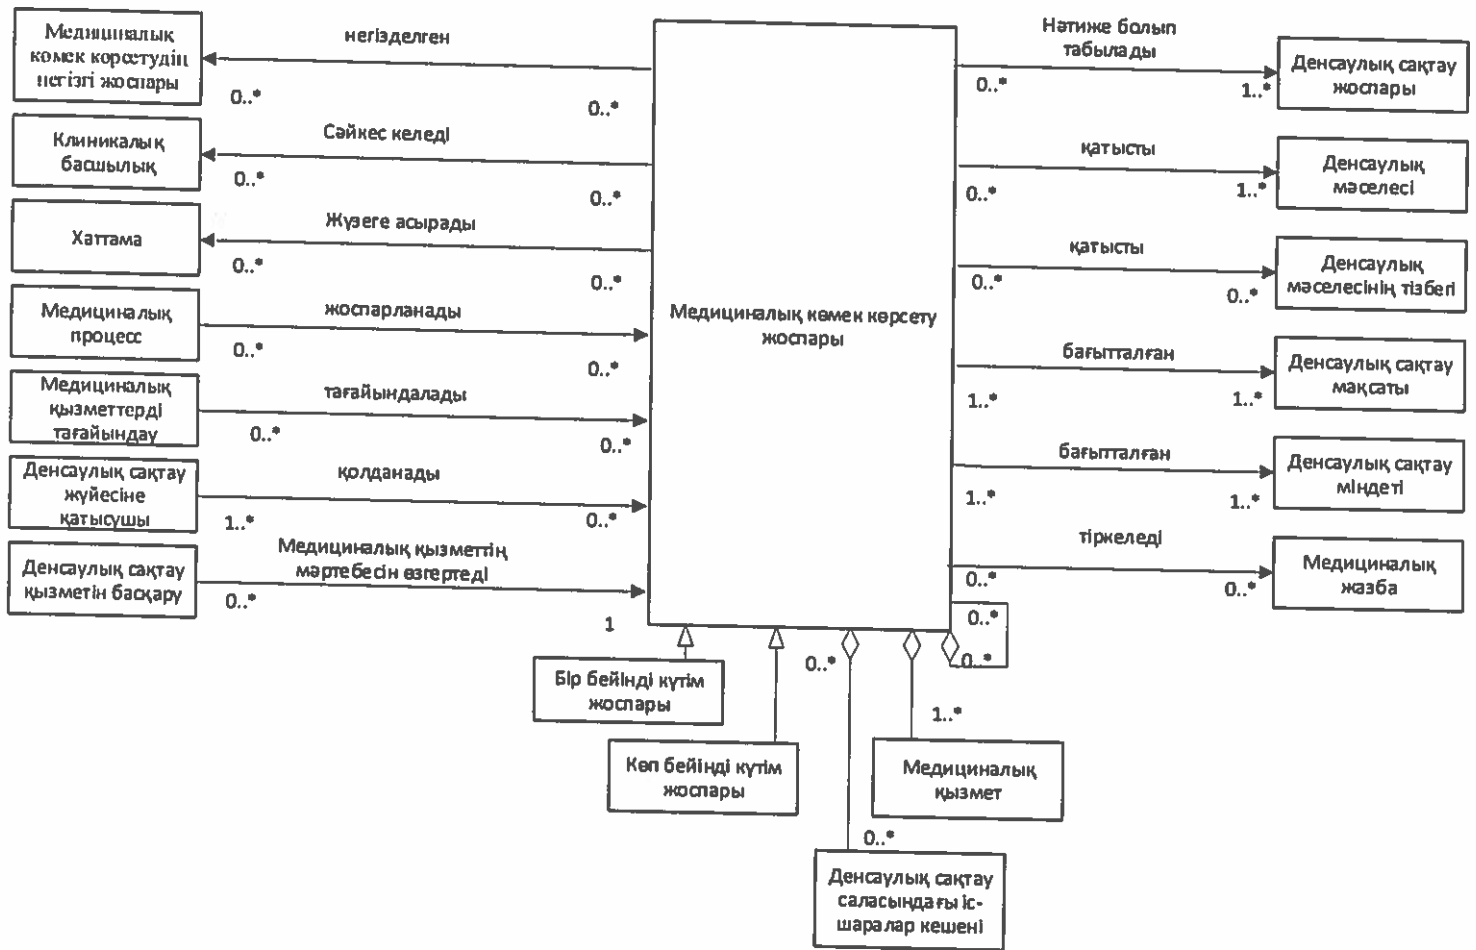 Медициналық
көмек көрсетудің
негізгі жоспары
негізделген
0..*
0..*
Клиникалық
басшылық
Сәйкес келеді
0..*
0..*
Хаттама
Жүзеге асырады
0..*
0..*
Медициналық
процесс
жоспарланады
0..*
0..*
Медициналық
қызметтерді
тағайындау
тағайындалады
0..*
0..*
Денсаулық сақтау
жүйесіне
қатысушы
қолданады
1..*
0..*
Денсаулық сақтау
қызметін басқару
Медициналық қызметтің
мәртебесін өзгертеді
0..*
1
Медициналық көмек көрсету
жоспары
Нәтиже болып
табылады
0..*
1..*
Денсаулық сақтау
жоспары
қатысты
0..*
1..*
Денсаулық
мәселесі
қатысты
0..*
0..*
Денсаулық
мәселесінің тізбегі
бағытталған
1..*
1..*
Денсаулық сақтау
мақсаты
бағытталған
1..*
1..*
Денсаулық сақтау
міндеті
тіркеледі
0..*
0..*
Медициналық
жазба
0..*
0..*
0..*
Бір бейінді күтім
жоспары
Көп бейінді күтім
жоспары
1..*
Медициналық
қызмет
0..*
Денсаулық сақтау
саласындағы іс-
шаралар кешені